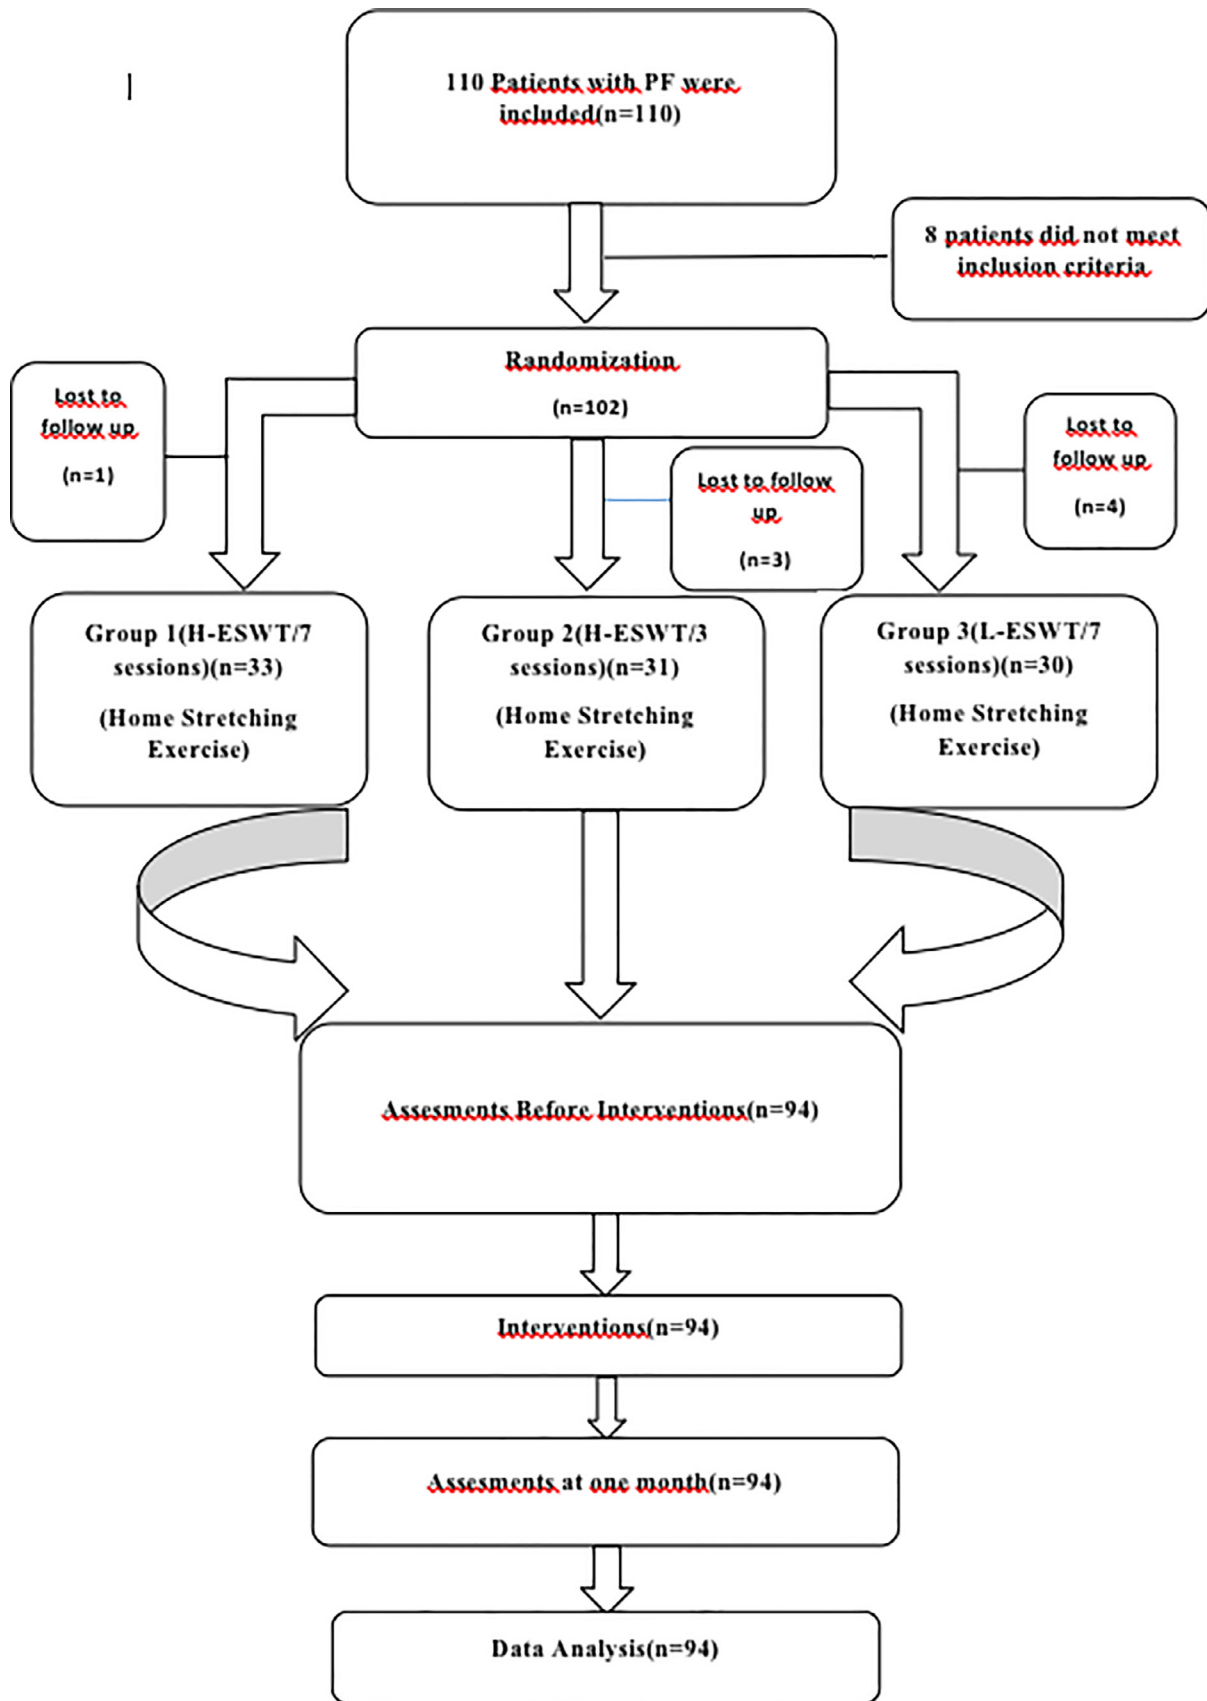 110 Patients with PF were
included(n=110)
8 patients did not meet
inclusion criteria
Randomization
(n=102)
Lost to
follow up
(n=1)
Lost to follow
up
(n=3)
Lost to
follow up
(n=4)
Group 1(H-ESWT/7
sessions)(n=33)
(Home Stretching
Exercise)
Group 2(H-ESWT/3
sessions)(n=31)
(Home Stretching
Exercise)
Group 3(L-ESWT/7
sessions)(n=30)
(Home Stretching
Exercise)
Assesments Before Interventions(n=94)
Interventions(n=94)
Assesments at one month(n=94)
Data Analysis(n=94)